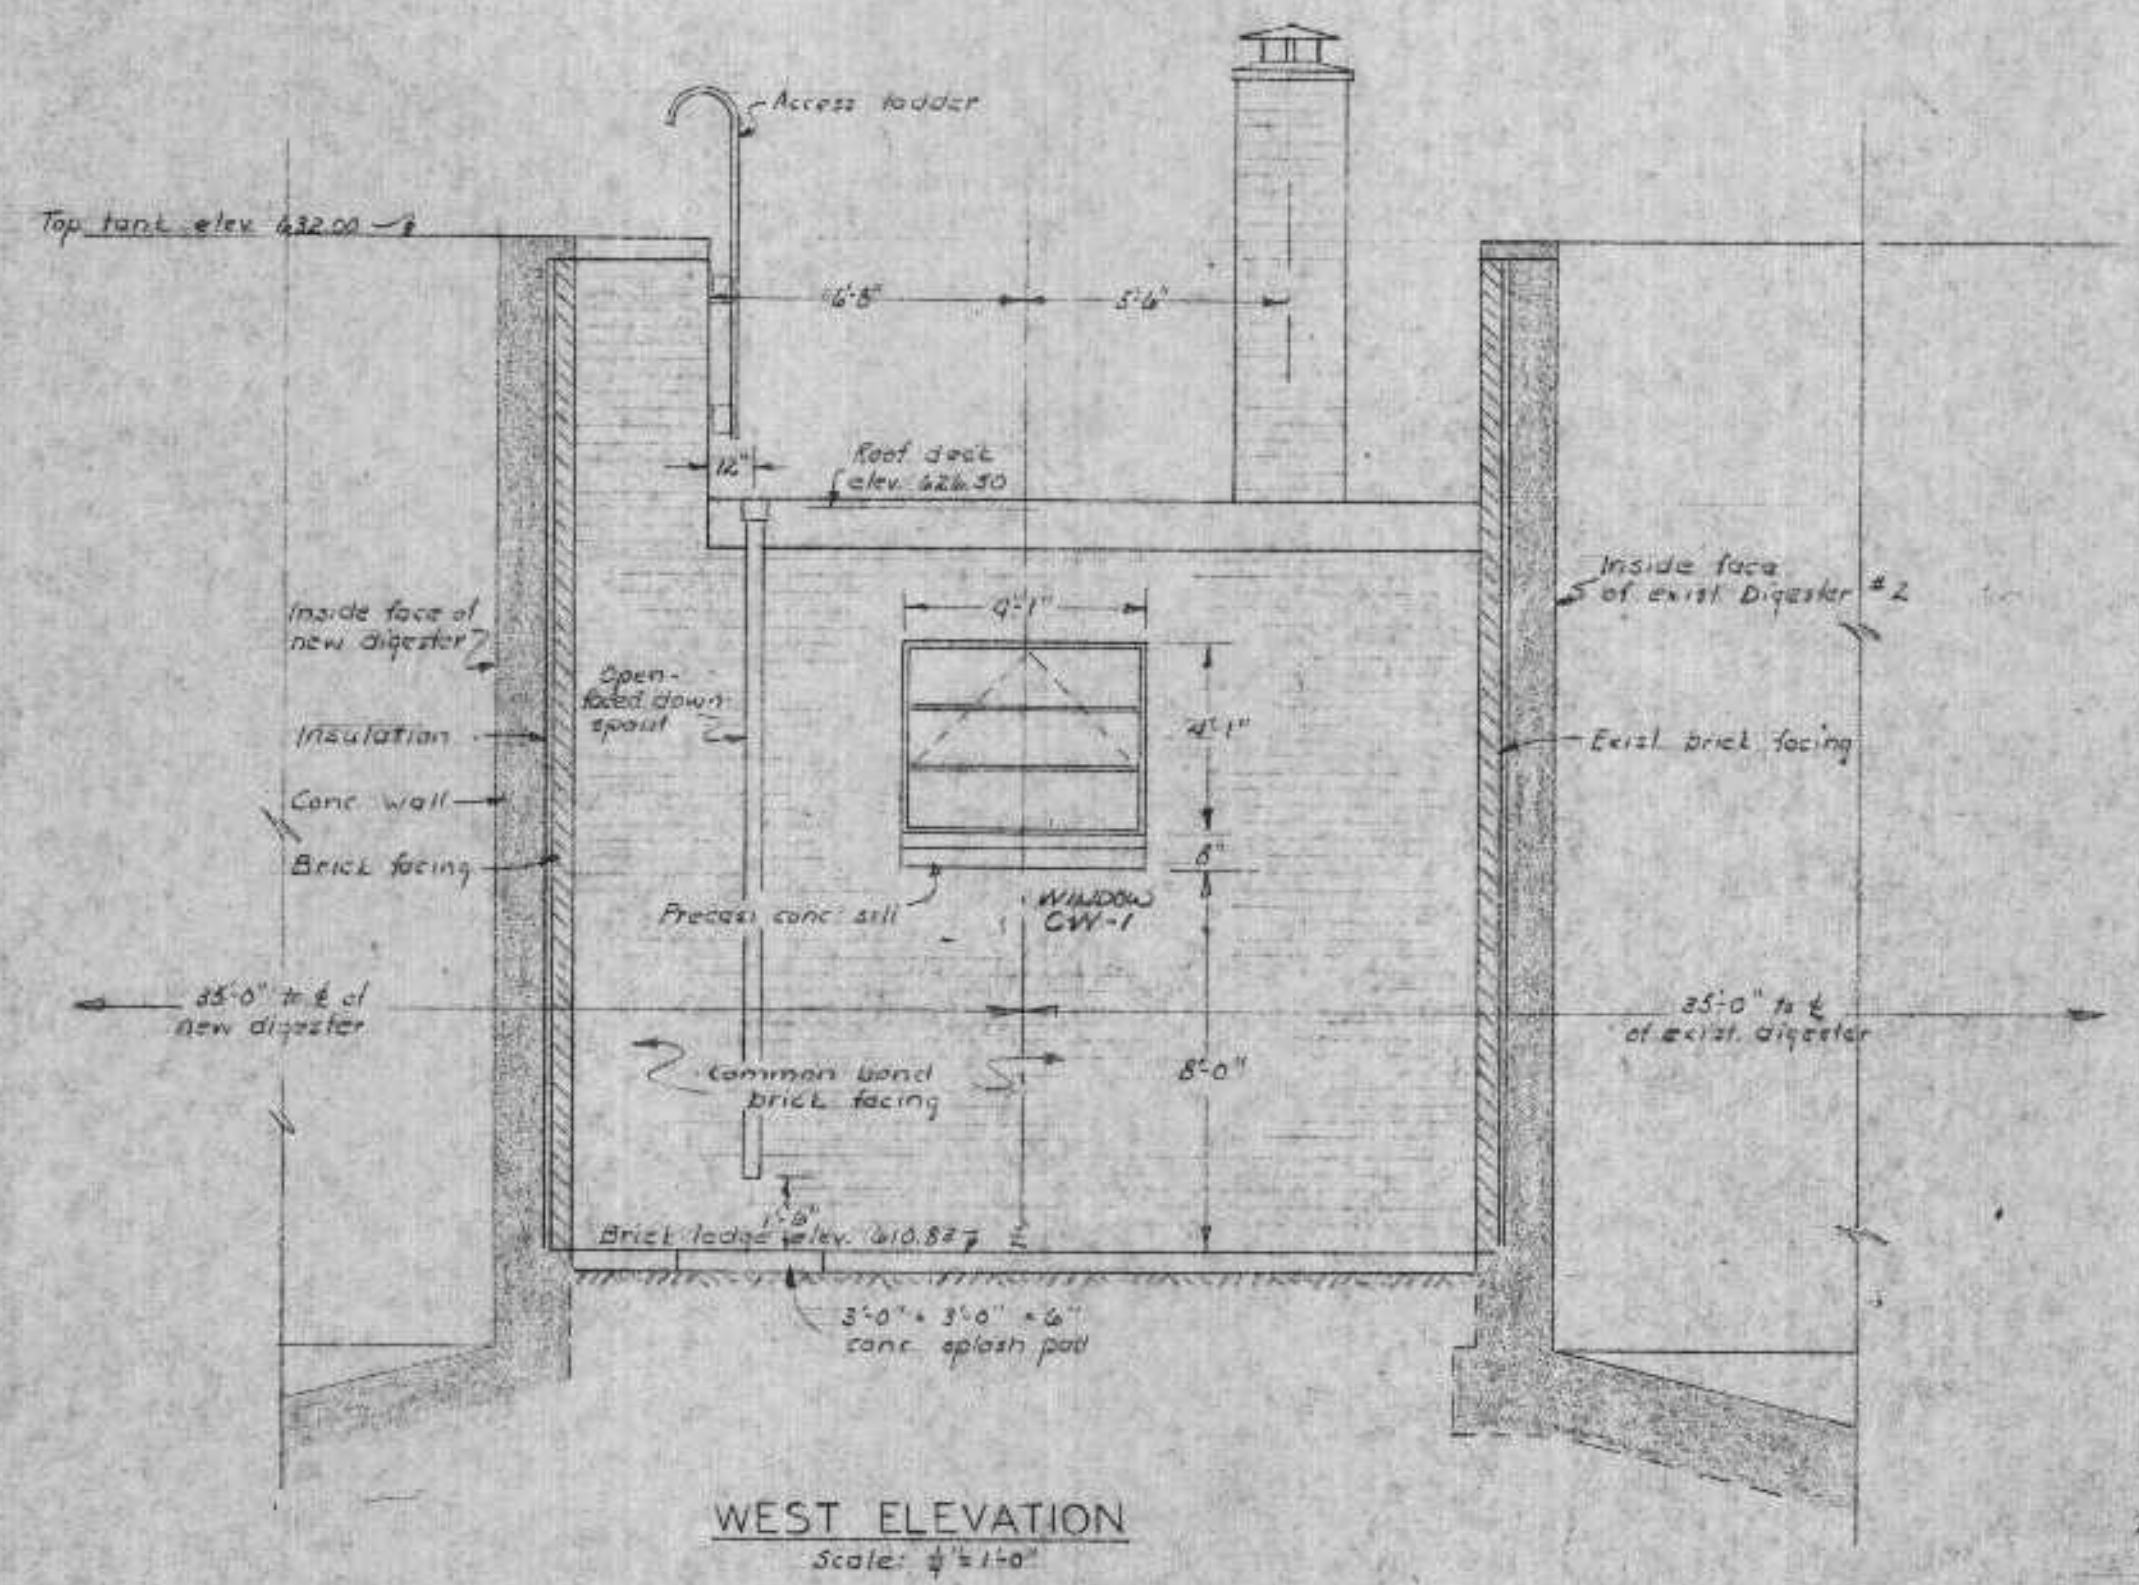 Access ladder
Top tank elev. 632.00
6'-8"
5'-6"
12"
Roof deck
elev. 626.50
Inside face
of exist. Digester #2
Inside face of
new digester
4'-1"
Open-
faced down-
spout
Insulation
4'-1"
Exist. brick facing
Conc. wall
Brick facing
8"
Precast conc. sill
WINDOW
CW-1
35'-0" to ℄ of
new digester
35'-0" to ℄
of exist. digester
Common bond
brick facing
8'-0"
1'-6"
Brick ledge elev. 610.83
℄
3'-0" × 3'-0" × 6"
conc. splash pad
WEST ELEVATION
Scale: ¼"=1'-0"